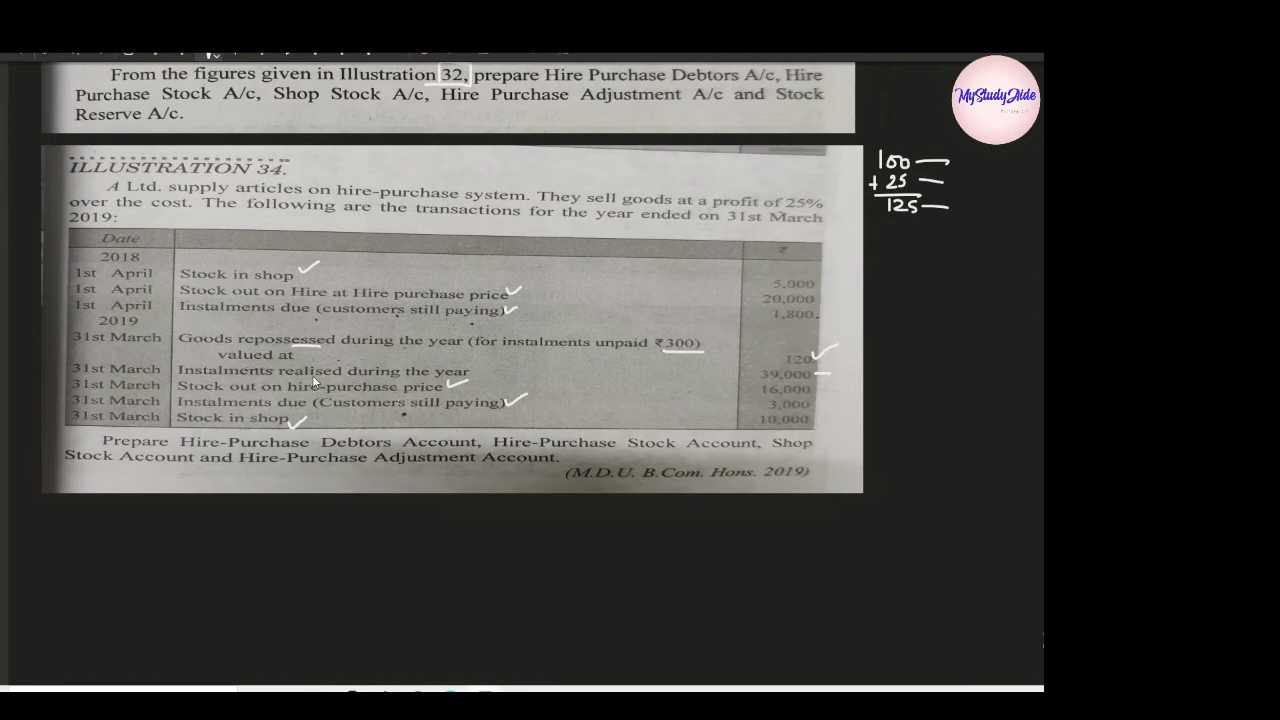 From the figures given in Illustration 32, prepare Hire Purchase Debtors A/c, Hire
Purchase Stock A/c, Shop Stock A/c, Hire Purchase Adjustment A/c and Stock
Reserve A/c.
MyStudyJide
ILLUSTRATION 34.
A Ltd. supply articles on hire-purchase system. They sell goods at a profit of 25%
over the cost. The following are the transactions for the year ended on 31st March
2019:
100
+ 25
125
Date ₹
2018
1st April Stock in shop 5,000
1st April Stock out on Hire at Hire purchase price 20,000
1st April Instalments due (customers still paying) 1,800
2019
31st March Goods repossessed during the year (for instalments unpaid ₹300)
valued at 120
31st March Instalments realised during the year 39,000
31st March Stock out on hire-purchase price 16,000
31st March Instalments due (Customers still paying) 3,000
31st March Stock in shop 10,000
Prepare Hire-Purchase Debtors Account, Hire-Purchase Stock Account, Shop
Stock Account and Hire-Purchase Adjustment Account.
(M.D.U. B.Com. Hons. 2019)